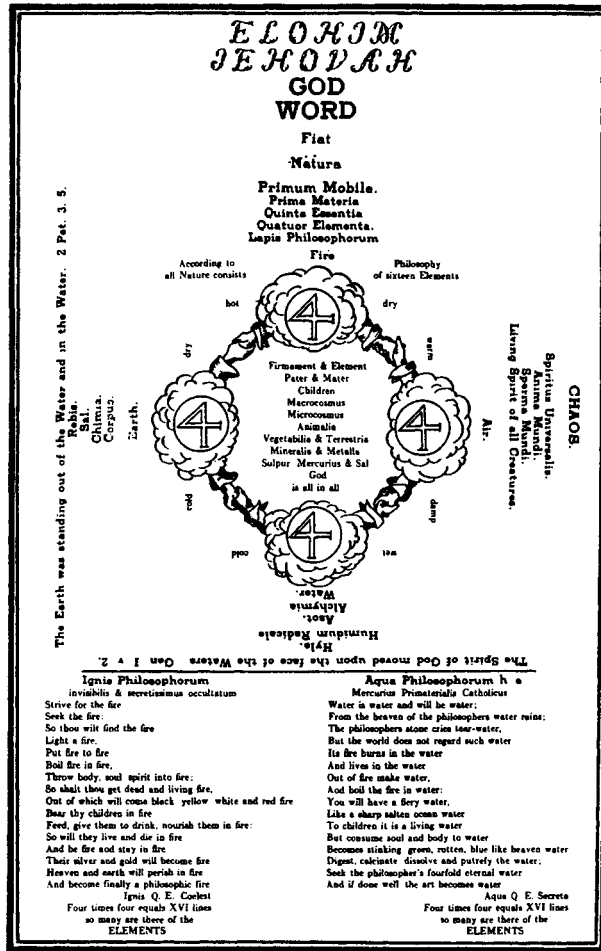 ELOHIM
IEHOVAH
GOD
WORD
Fiat
Natura
Primum Mobile.
Prima Materia
Quinta Essentia
Quatuor Elementa.
Lapis Philosophorum
Fire
According to
all Nature consists
Philosophy
of sixteen Elements
hot
dry
4
dry
warm
Firmament & Element
Pater & Mater
Children
Macrocosmus
Microcosmus
Animalia
Vegetabilia & Terrestria
Mineralis & Metalla
Sulpur Mercurius & Sal
God
is all in all
4
4
The Earth was standing out of the Water and in the Water. 2 Pet. 3. 5.
Rebis.
Sal.
Chimia.
Corpus.
Earth.
Air.
Living Spirit of all Creatures.
Sperma Mundi.
Anima Mundi.
Spiritus Universalis.
CHAOS.
cold
damp
4
cold
wet
Water.
Alchymia
Asot.
Humidum Radicale
Hyle.
The Spirit of God moved upon the face of the Waters Gen I v 2.
Ignis Philosophorum
invisibilis & secretissimus occultatum
Strive for the fire
Seek the fire:
So thou wilt find the fire
Light a fire,
Put fire to fire
Boil fire in fire,
Throw body, soul spirit into fire;
So shalt thou get dead and living fire,
Out of which will come black yellow white and red fire
Bear thy children in fire
Feed, give them to drink, nourish them in fire:
So will they live and die in fire
And be fire and stay in fire
Their silver and gold will become fire
Heaven and earth will perish in fire
And become finally a philosophic fire
Ignis Q. E. Coelest
Four times four equals XVI lines
so many are there of the
ELEMENTS
Aqua Philosophorum h e
Mercurius Primaterialis Catholicus
Water is water and will be water;
From the heaven of the philosophers water rains;
The philosophers stone cries tear-water,
But the world does not regard such water
Its fire burns in the water
And lives in the water
Out of fire make water,
And boil the fire in water:
You will have a fiery water,
Like a sharp salten ocean water
To children it is a living water
But consume soul and body to water
Becomes stinking green, rotten, blue like heaven water
Digest, calcinate dissolve and putrefy the water;
Seek the philosopher's fourfold eternal water
And if done well the art becomes water
Aqua Q E. Secreta
Four times four equals XVI lines
so many are there of the
ELEMENTS